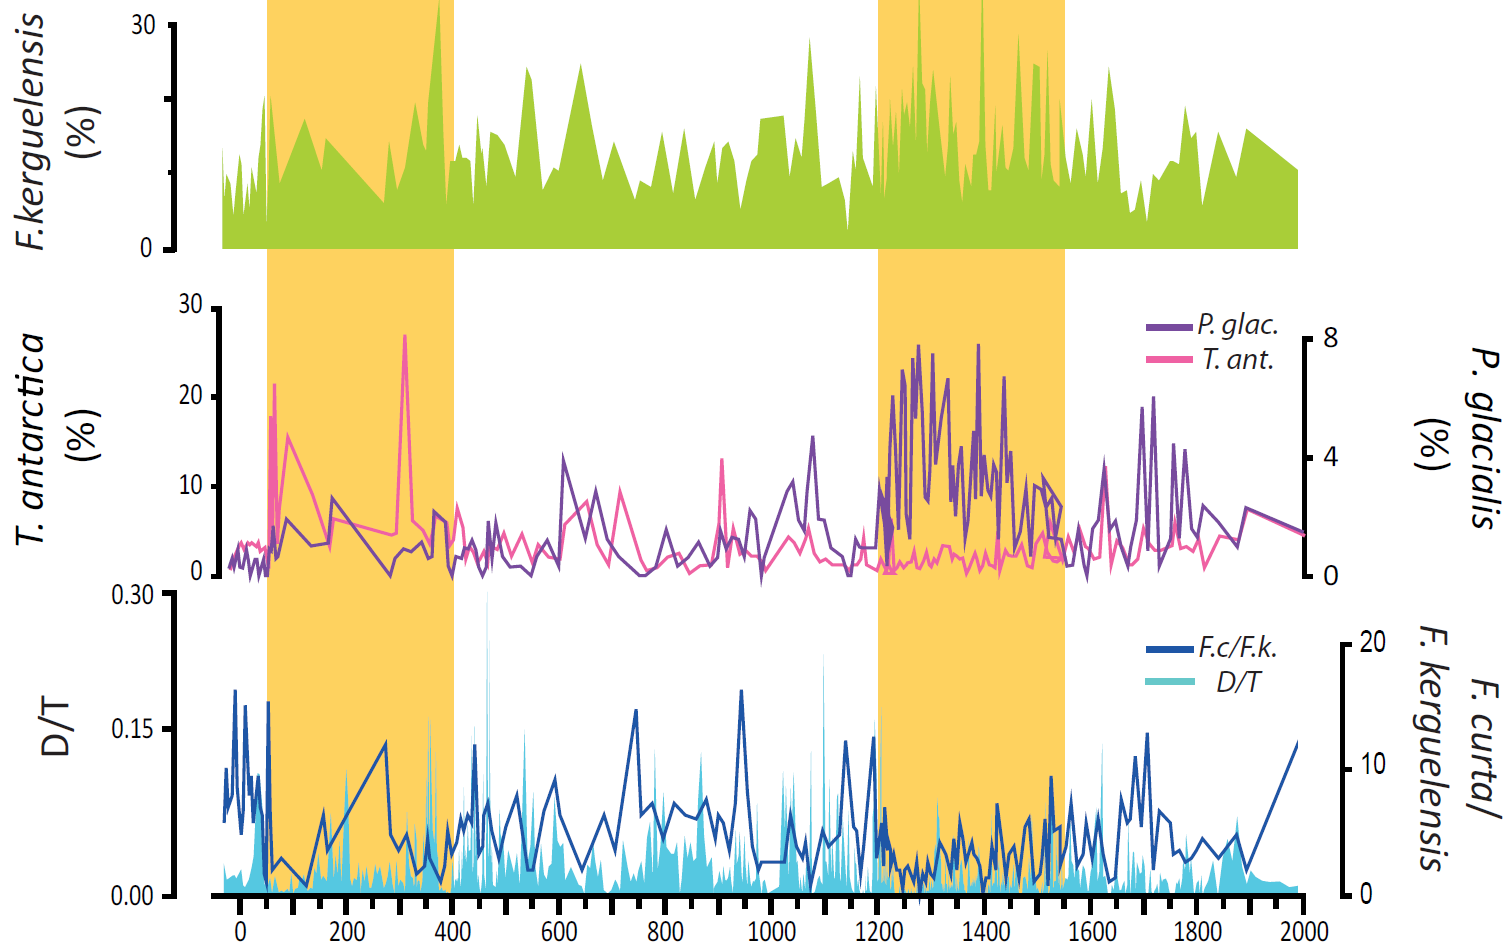 F.kerguelensis
(%)
30
0
T. antarctica
(%)
30
20
10
0
P. glac.
T. ant.
8
4
0
P. glacialis
(%)
D/T
0.30
0.15
0.00
F.c/F.k.
D/T
20
10
0
F. curta/
F. kerguelensis
0 200 400 600 800 1000 1200 1400 1600 1800 2000